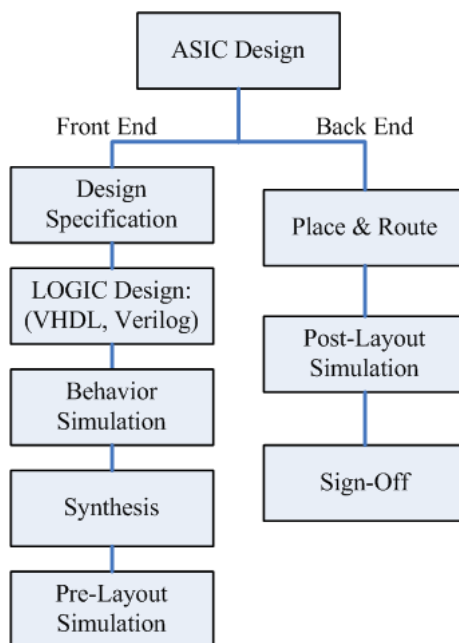 ASIC Design
Front End
Back End
Design
Specification
LOGIC Design:
(VHDL, Verilog)
Behavior
Simulation
Synthesis
Pre-Layout
Simulation
Place & Route
Post-Layout
Simulation
Sign-Off